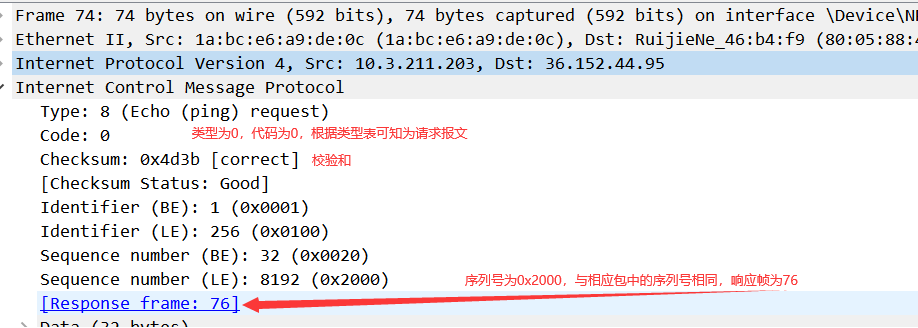 Frame 74: 74 bytes on wire (592 bits), 74 bytes captured (592 bits) on interface \Device\N
Ethernet II, Src: 1a:bc:e6:a9:de:0c (1a:bc:e6:a9:de:0c), Dst: RuijieNe_46:b4:f9 (80:05:88:4
Internet Protocol Version 4, Src: 10.3.211.203, Dst: 36.152.44.95
Internet Control Message Protocol
Type: 8 (Echo (ping) request)
Code: 0 类型为0，代码为0，根据类型表可知为请求报文
Checksum: 0x4d3b [correct] 校验和
[Checksum Status: Good]
Identifier (BE): 1 (0x0001)
Identifier (LE): 256 (0x0100)
Sequence number (BE): 32 (0x0020)
Sequence number (LE): 8192 (0x2000) 序列号为0x2000，与相应包中的序列号相同，响应帧为76
[Response frame: 76]
Data (32 bytes)